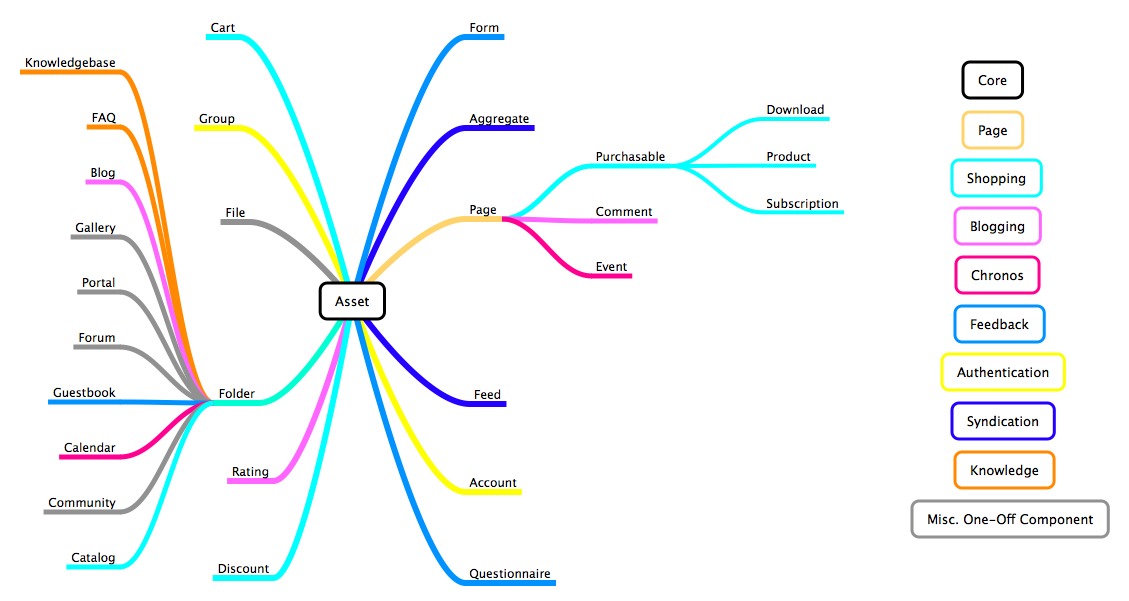 Cart
Form
Knowledgebase
FAQ
Group
Aggregate
Download
Blog
Purchasable
Product
File
Page
Comment
Subscription
Gallery
Event
Portal
Asset
Forum
Guestbook
Folder
Feed
Calendar
Rating
Account
Community
Catalog
Discount
Questionnaire
Core
Page
Shopping
Blogging
Chronos
Feedback
Authentication
Syndication
Knowledge
Misc. One-Off Component